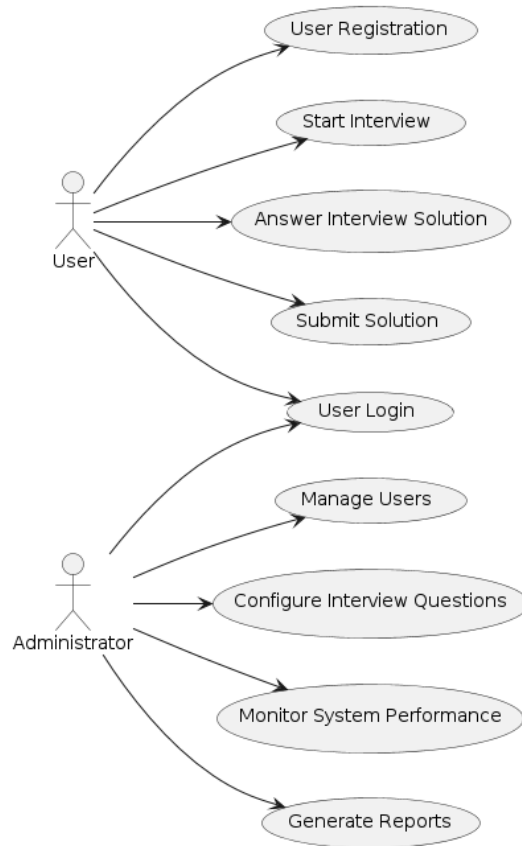 User Registration
Start Interview
Answer Interview Solution
User
Submit Solution
User Login
Manage Users
Configure Interview Questions
Administrator
Monitor System Performance
Generate Reports